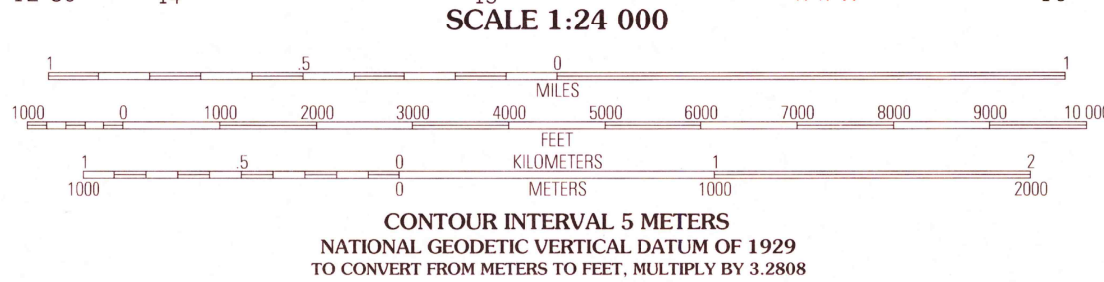 SCALE 1:24 000
1 .5 0 1
MILES
1000 0 1000 2000 3000 4000 5000 6000 7000 8000 9000 10 000
FEET
1 .5 0 KILOMETERS 1 2
1000 0 METERS 1000 2000
CONTOUR INTERVAL 5 METERS
NATIONAL GEODETIC VERTICAL DATUM OF 1929
TO CONVERT FROM METERS TO FEET, MULTIPLY BY 3.2808